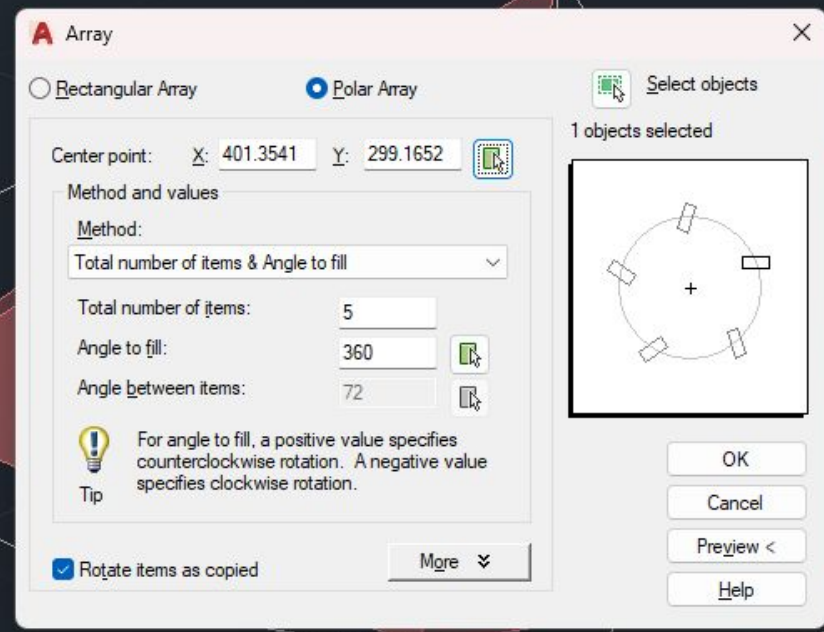 Array
Rectangular Array
Polar Array
Select objects
1 objects selected
Center point: X: 401.3541 Y: 299.1652
Method and values
Method:
Total number of items & Angle to fill
Total number of items: 5
Angle to fill: 360
Angle between items: 72
For angle to fill, a positive value specifies
counterclockwise rotation. A negative value
specifies clockwise rotation.
Tip
Rotate items as copied
More
OK
Cancel
Preview <
Help